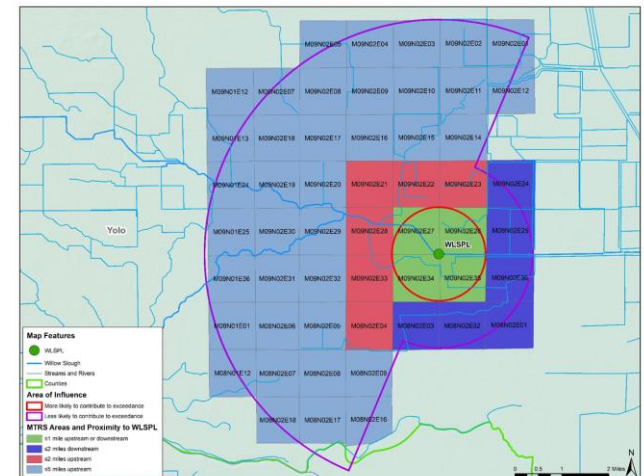 M09N02E05 M09N02E04 M09N02E03 M09N02E02 M09N02E01
M09N01E12 M09N02E07 M09N02E08 M09N02E09 M09N02E10 M09N02E11 M09N02E12
M09N01E13 M09N02E18 M09N02E17 M09N02E16 M09N02E15 M09N02E14
M09N01E24 M09N02E19 M09N02E20 M09N02E21 M09N02E22 M09N02E23 M09N02E24
Yolo
M09N01E25 M09N02E30 M09N02E29 M09N02E28 M09N02E27 M09N02E26 M09N02E25
WLSPL
M09N01E36 M09N02E31 M09N02E32 M09N02E33 M09N02E34 M09N02E35 M09N02E36
M08N01E01 M08N02E06 M08N02E05 M08N02E04 M08N02E03 M08N02E02 M08N02E01
M08N01E12 M08N02E07 M08N02E08 M08N02E09
M08N02E18 M08N02E17 M08N02E16
Map Features
WLSPL
Willow Slough
Streams and Rivers
Counties
Area of Influence
More likely to contribute to exceedance
Less likely to contribute to exceedance
MTRS Areas and Proximity to WLSPL
≤1 mile upstream or downstream
≤2 miles downstream
≤2 miles upstream
≤5 miles upstream
0 0.5 1 2 Miles
N